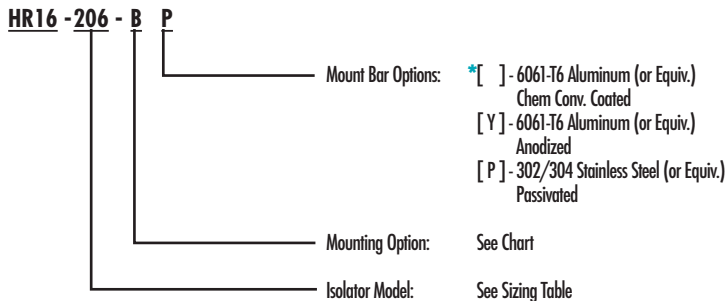 HR16 - 206 - B P
Mount Bar Options: *[ ] - 6061-T6 Aluminum (or Equiv.)
Chem Conv. Coated
[ Y ] - 6061-T6 Aluminum (or Equiv.)
Anodized
[ P ] - 302/304 Stainless Steel (or Equiv.)
Passivated
Mounting Option: See Chart
Isolator Model: See Sizing Table